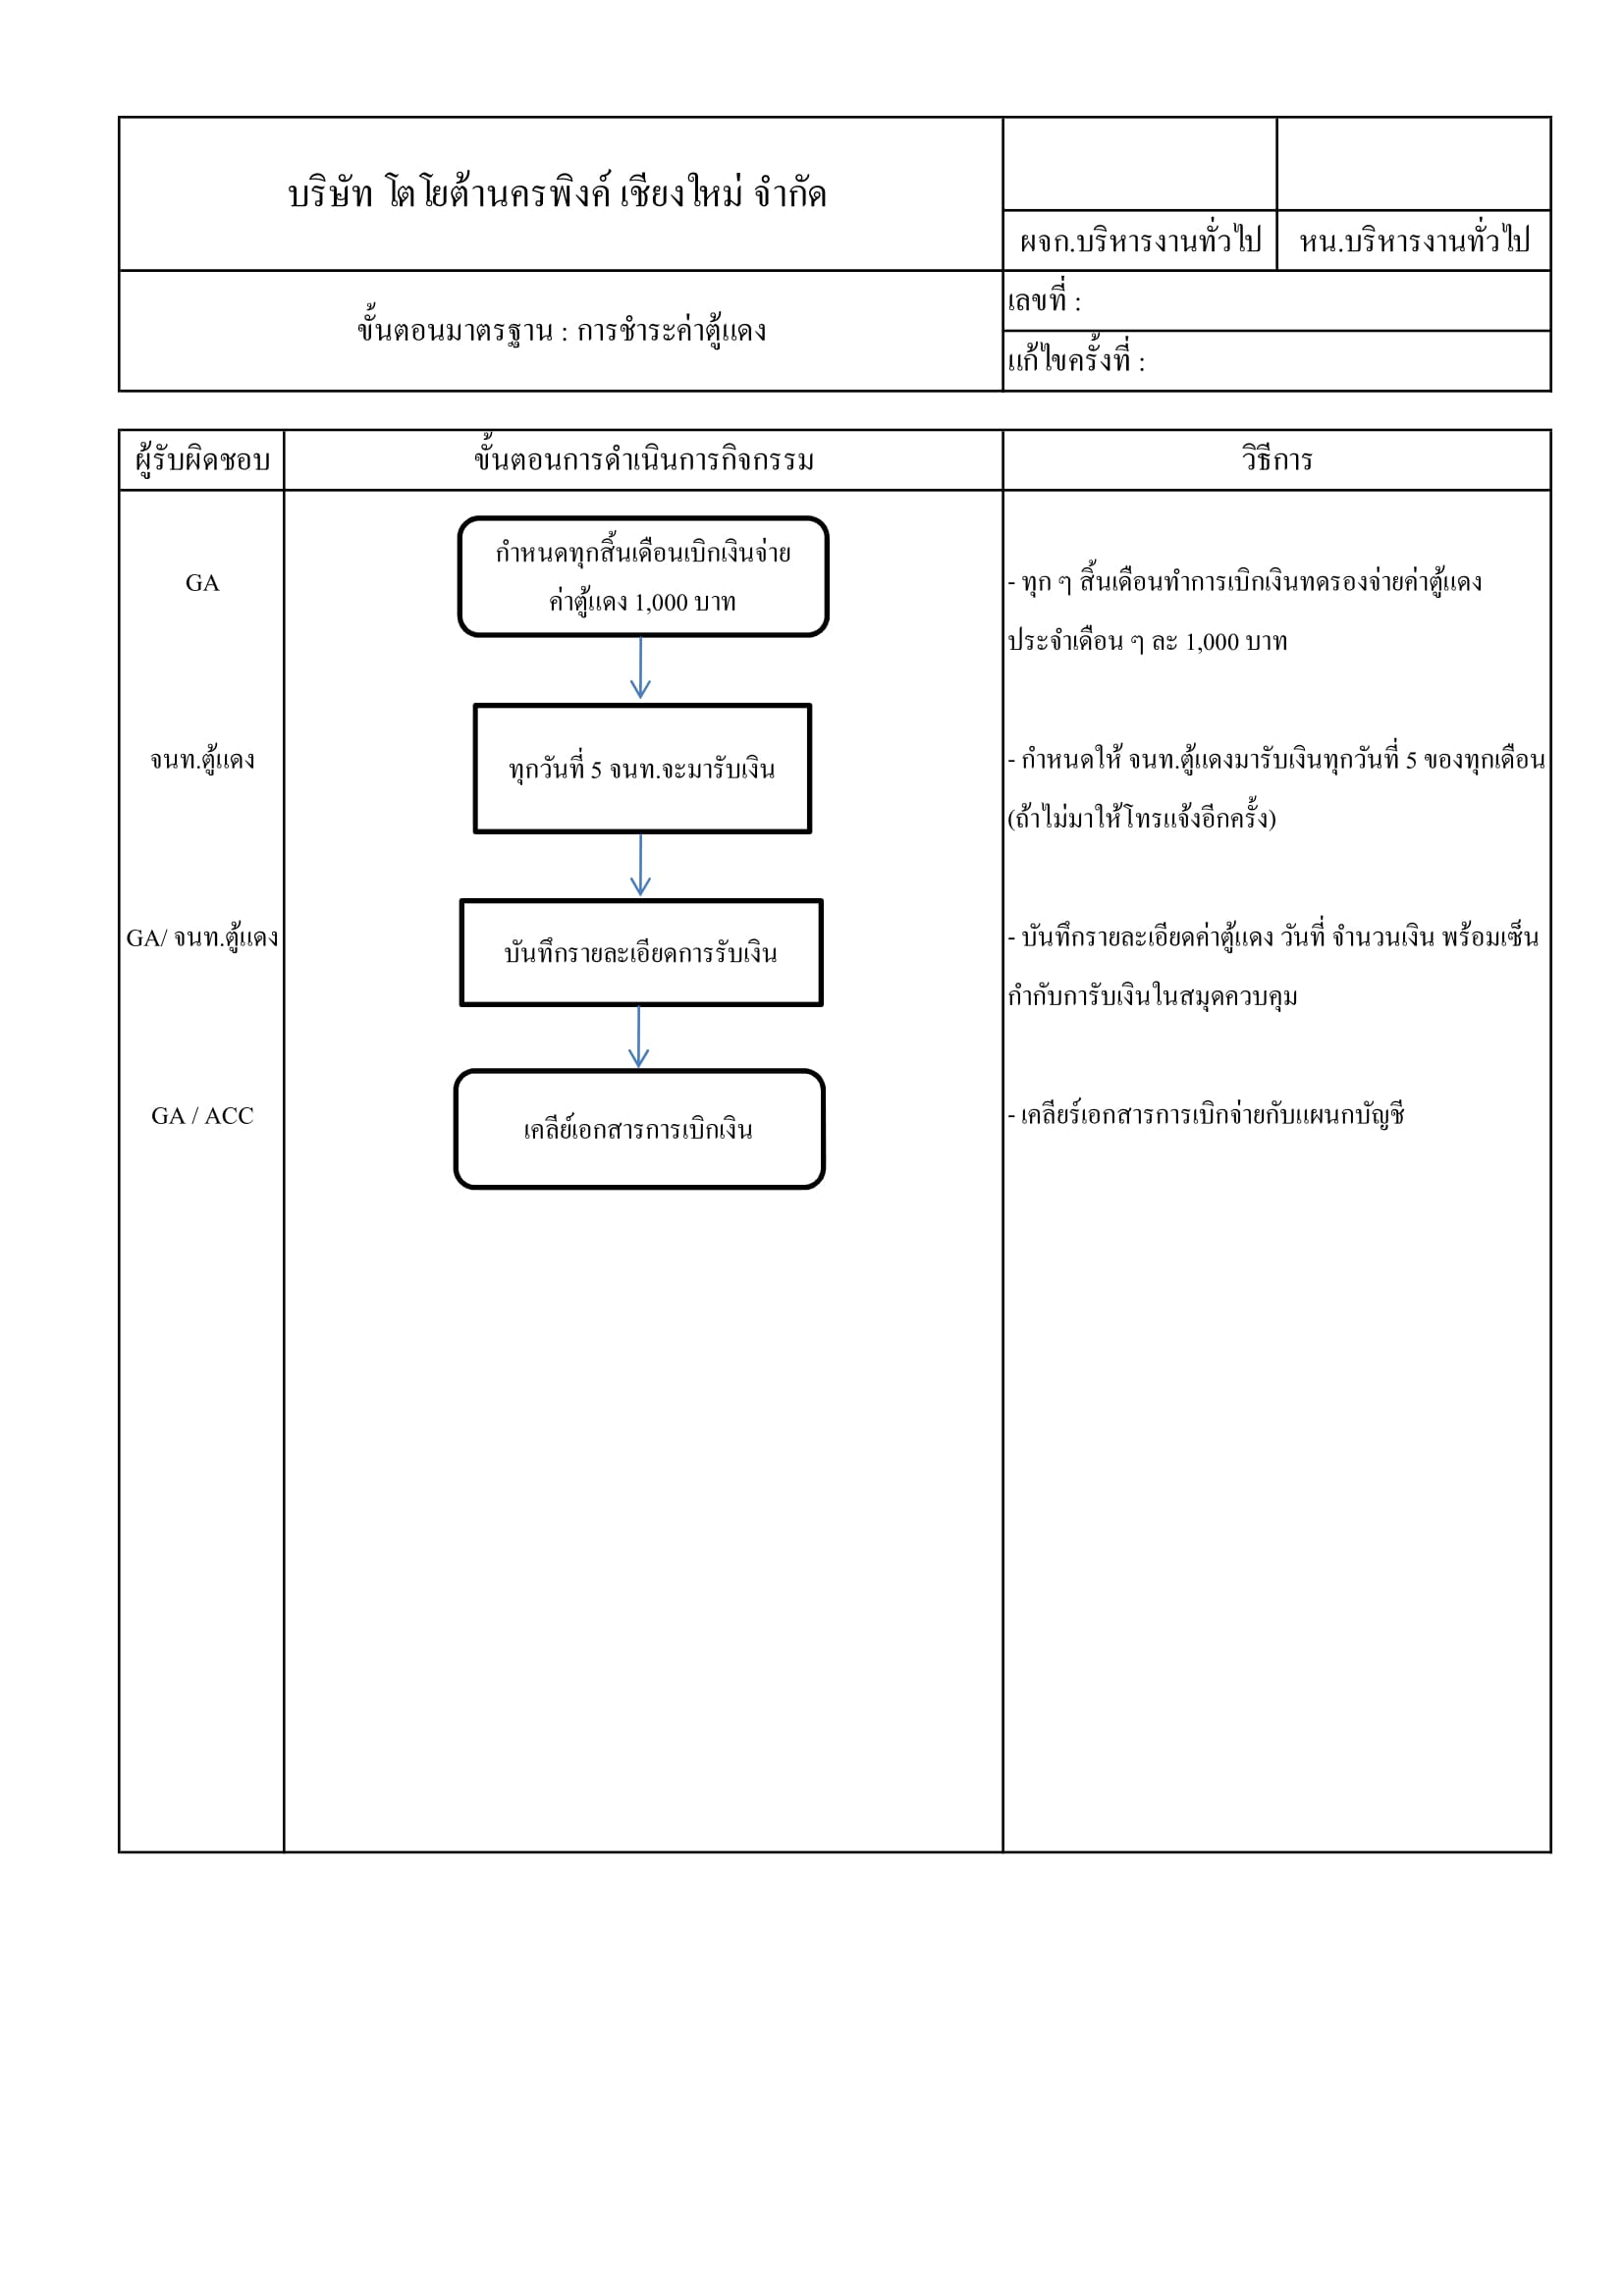 บริษัท โตโยต้านครพิงค์ เชียงใหม่ จำกัด
ผจก.บริหารงานทั่วไป หน.บริหารงานทั่วไป
ขั้นตอนมาตรฐาน : การชำระค่าตู้แดง
เลขที่ :
แก้ไขครั้งที่ :
ผู้รับผิดชอบ ขั้นตอนการดำเนินการกิจกรรม วิธีการ
GA
กำหนดทุกสิ้นเดือนเบิกเงินจ่าย
ค่าตู้แดง 1,000 บาท
- ทุก ๆ สิ้นเดือนทำการเบิกเงินทดรองจ่ายค่าตู้แดง
ประจำเดือน ๆ ละ 1,000 บาท
จนท.ตู้แดง
ทุกวันที่ 5 จนท.จะมารับเงิน
- กำหนดให้ จนท.ตู้แดงมารับเงินทุกวันที่ 5 ของทุกเดือน
(ถ้าไม่มาให้โทรแจ้งอีกครั้ง)
GA/ จนท.ตู้แดง
บันทึกรายละเอียดการรับเงิน
- บันทึกรายละเอียดค่าตู้แดง วันที่ จำนวนเงิน พร้อมเซ็น
กำกับการับเงินในสมุดควบคุม
GA / ACC
เคลีย์เอกสารการเบิกเงิน
- เคลียร์เอกสารการเบิกจ่ายกับแผนกบัญชี